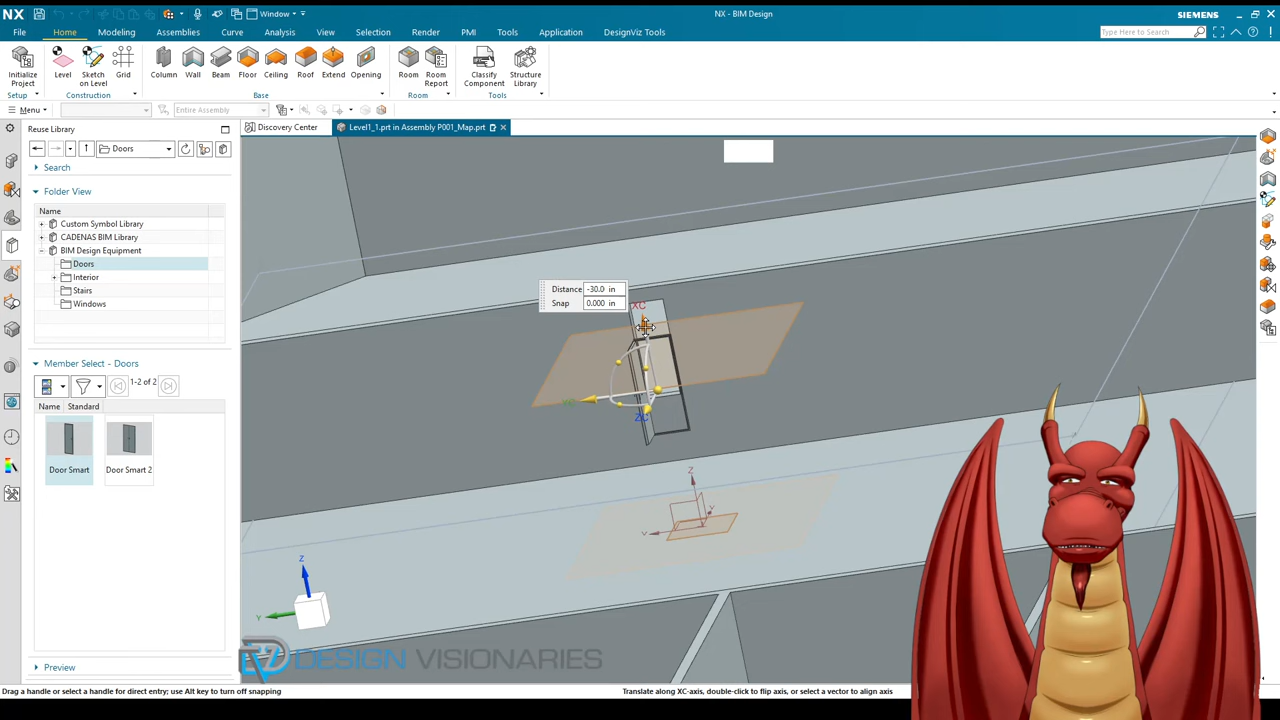 NX
Window
NX - BIM Design
SIEMENS
File
Home
Modeling
Assemblies
Curve
Analysis
Selection
View
Render
PMI
Tools
Application
DesignViz Tools
Type Here to Search
Initialize
Project
Level
Sketch
on Level
Grid
Column
Wall
Beam
Floor
Ceiling
Roof
Extend
Opening
Room
Room
Report
Classify
Component
Structure
Library
Setup
Construction
Base
Room
Tools
Menu
Entire Assembly
Reuse Library
Discovery Center
Level1_1.prt in Assembly P001_Map.prt
Doors
Search
Folder View
Name
Custom Symbol Library
CADENAS BIM Library
BIM Design Equipment
Doors
Interior
Stairs
Windows
Distance -30.0 in
Snap 0.000 in
XC
YC
ZC
Z
Y
Member Select - Doors
1-2 of 2
Name Standard
Door Smart
Door Smart 2
Z
Y
DV DESIGN VISIONARIES
Preview
Drag a handle or select a handle for direct entry; use Alt key to turn off snapping
Translate along XC-axis, double-click to flip axis, or select a vector to align axis